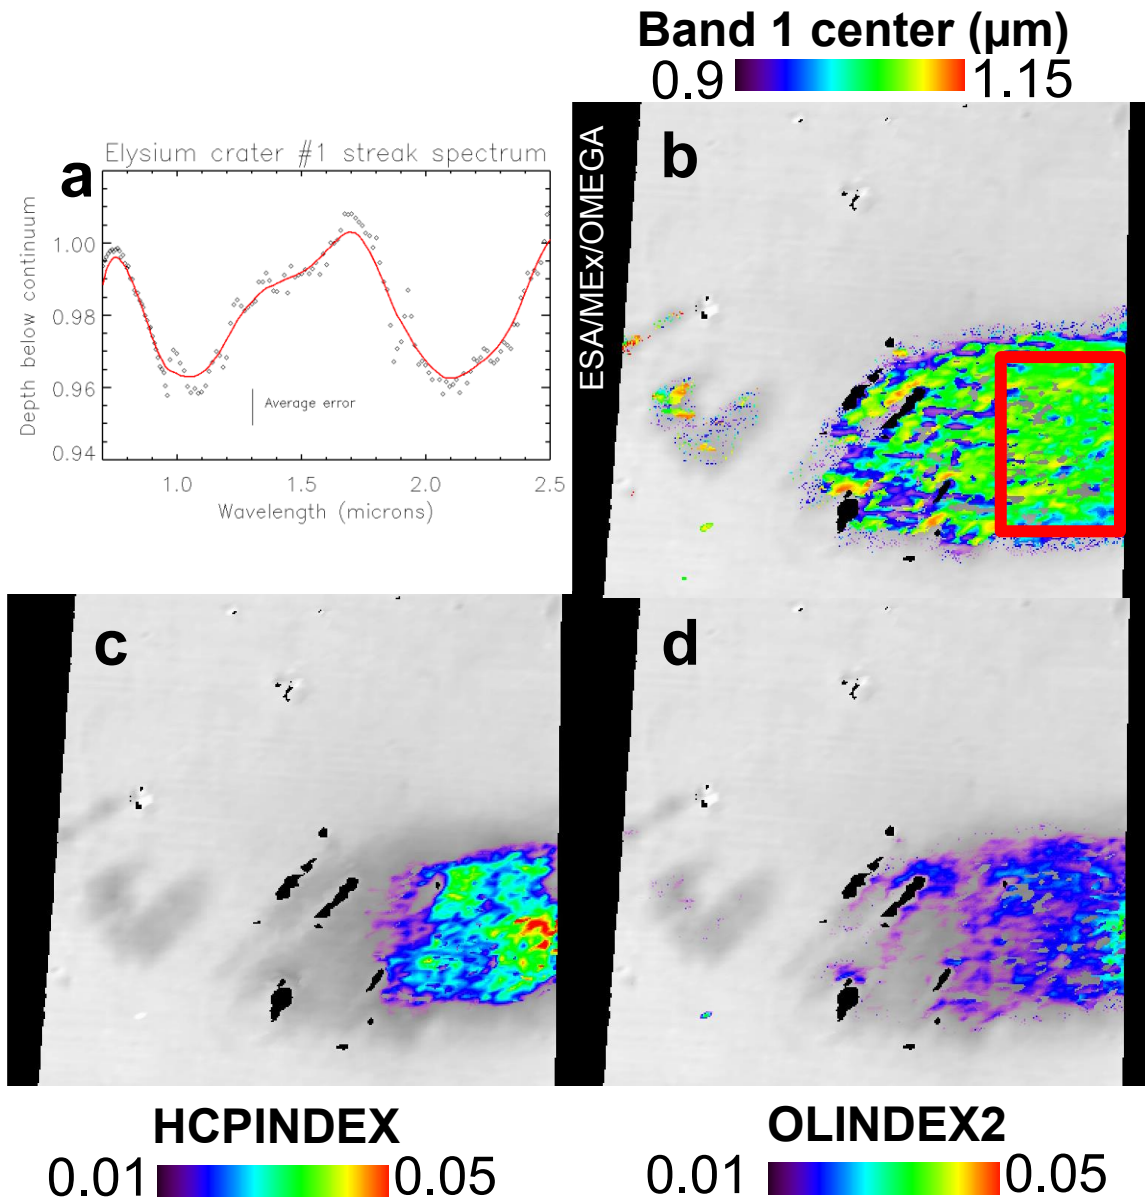 Band 1 center (µm)
0.9 1.15
a
Elysium crater #1 streak spectrum
Depth below continuum
1.00
0.98
0.96
0.94
Average error
1.0 1.5 2.0 2.5
Wavelength (microns)
ESA/MEx/OMEGA
b
c
d
HCPINDEX
0.01 0.05
OLINDEX2
0.01 0.05